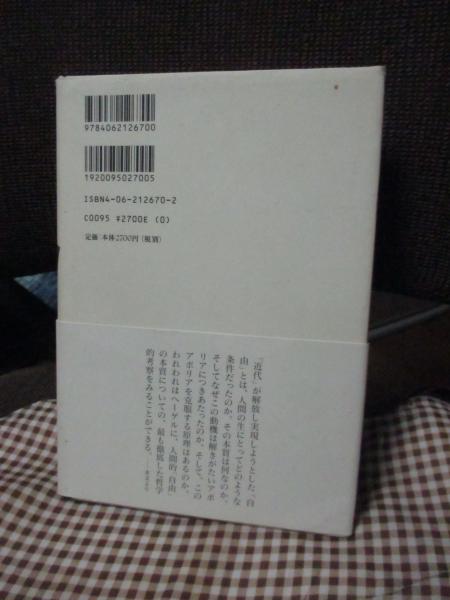 9784062126700
1920095027005
ISBN4-06-212670-2
C0095 ¥2700E (0)
定価：本体2700円（税別）
「近代」が解放し実現しようとした「自
由」とは、人間の生にとってどのような
条件だったのか、その本質は何なのか、
そしてなぜこの動機は解きがたいアポ
リアにつきあたったのか、そして、この
アポリアを克服する原理はあるのか。
われわれはヘーゲルに、人間的「自由」
の本質についての、最も徹底した哲学
的考察をみることができる。